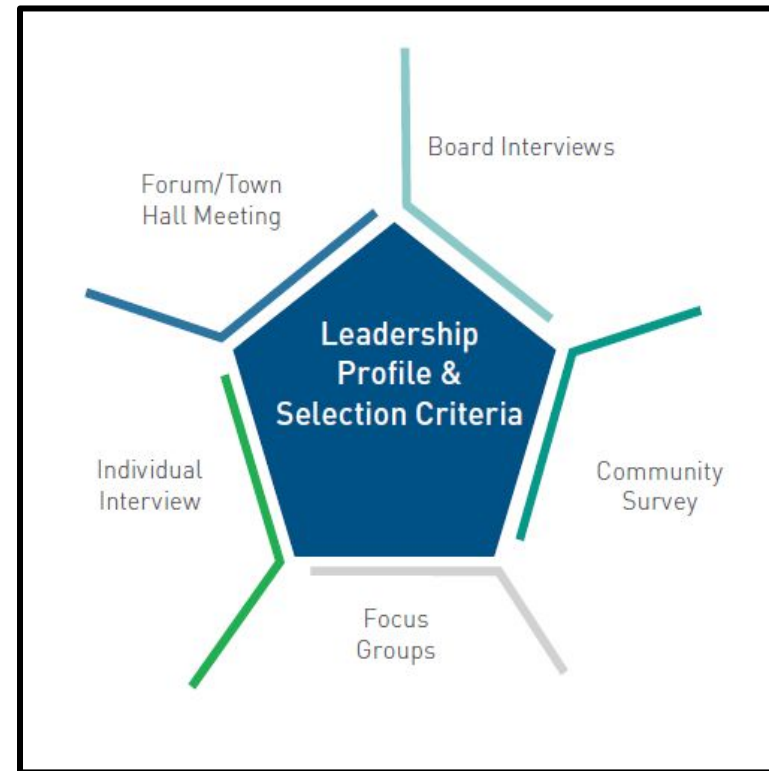 Board Interviews
Forum/Town
Hall Meeting
Leadership
Profile &
Selection Criteria
Individual
Interview
Community
Survey
Focus
Groups